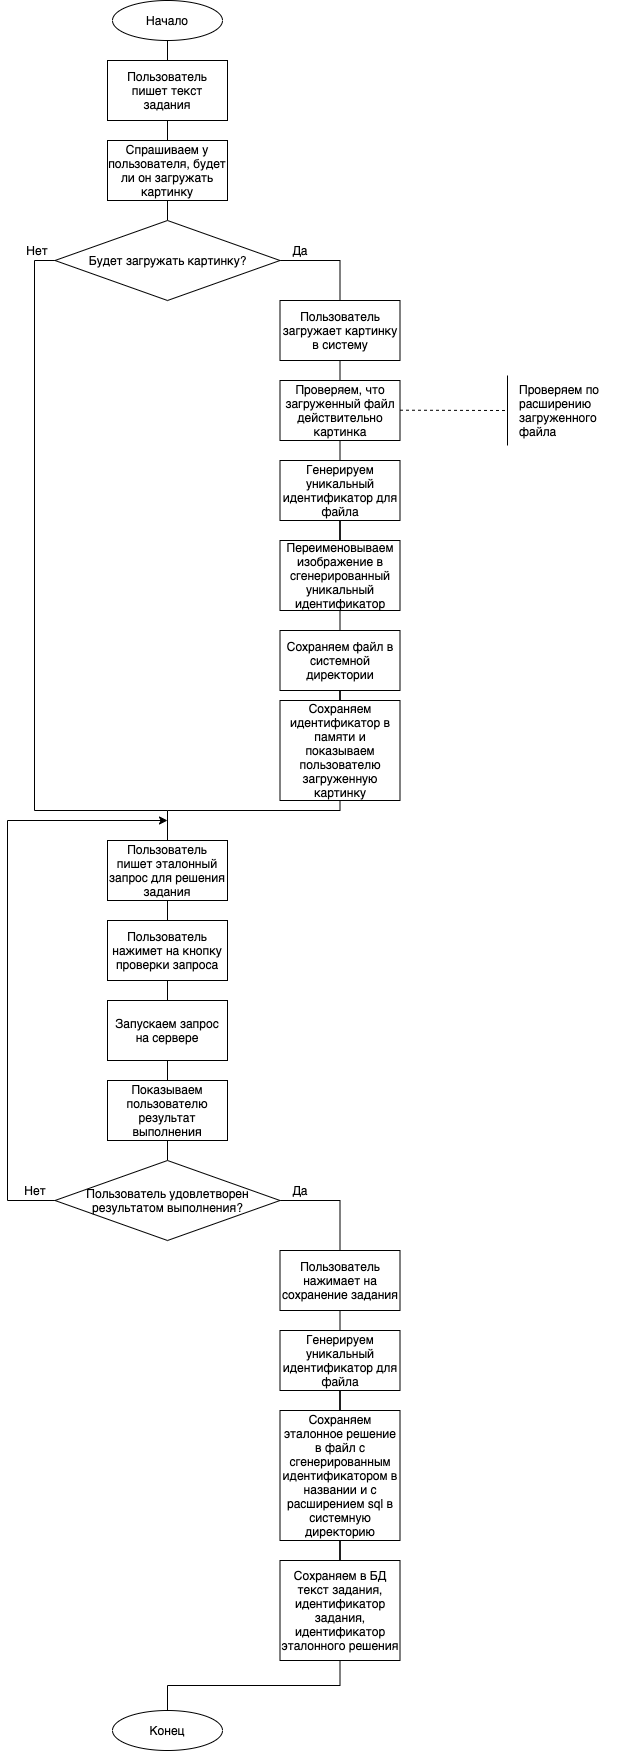 Начало
Пользователь
пишет текст
задания
Спрашиваем у
пользователя, будет
ли он загружать
картинку
Нет
Будет загружать картинку?
Да
Пользователь
загружает картинку
в систему
Проверяем, что
загруженный файл
действительно
картинка
Проверяем по
расширению
загруженного
файла
Генерируем
уникальный
идентификатор для
файла
Переименовываем
изображение в
сгенерированный
уникальный
идентификатор
Сохраняем файл в
системной
директории
Сохраняем
идентификатор в
памяти и
показываем
пользователю
загруженную
картинку
Пользователь
пишет эталонный
запрос для решения
задания
Пользователь
нажимет на кнопку
проверки запроса
Запускаем запрос
на сервере
Показываем
пользователю
результат
выполнения
Нет
Пользователь удовлетворен
результатом выполнения?
Да
Пользователь
нажимает на
сохранение задания
Генерируем
уникальный
идентификатор для
файла
Сохраняем
эталонное решение
в файл с
сгенерированным
идентификатором в
названии и с
расширением sql в
системную
директорию
Сохраняем в БД
текст задания,
идентификатор
задания,
идентификатор
эталонного решения
Конец